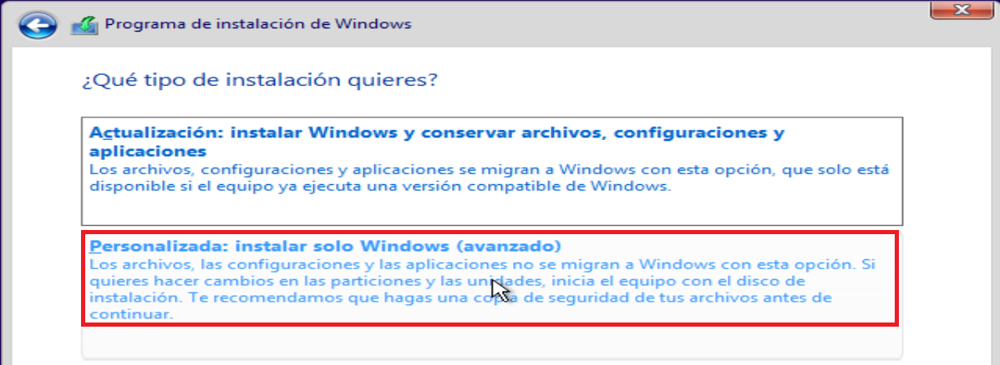 Programa de instalación de Windows
¿Qué tipo de instalación quieres?
Actualización: instalar Windows y conservar archivos, configuraciones y
aplicaciones
Los archivos, configuraciones y aplicaciones se migran a Windows con esta opción, que solo está
disponible si el equipo ya ejecuta una versión compatible de Windows.
Personalizada: instalar solo Windows (avanzado)
Los archivos, las configuraciones y las aplicaciones no se migran a Windows con esta opción. Si
quieres hacer cambios en las particiones y las unidades, inicia el equipo con el disco de
instalación. Te recomendamos que hagas una copia de seguridad de tus archivos antes de
continuar.